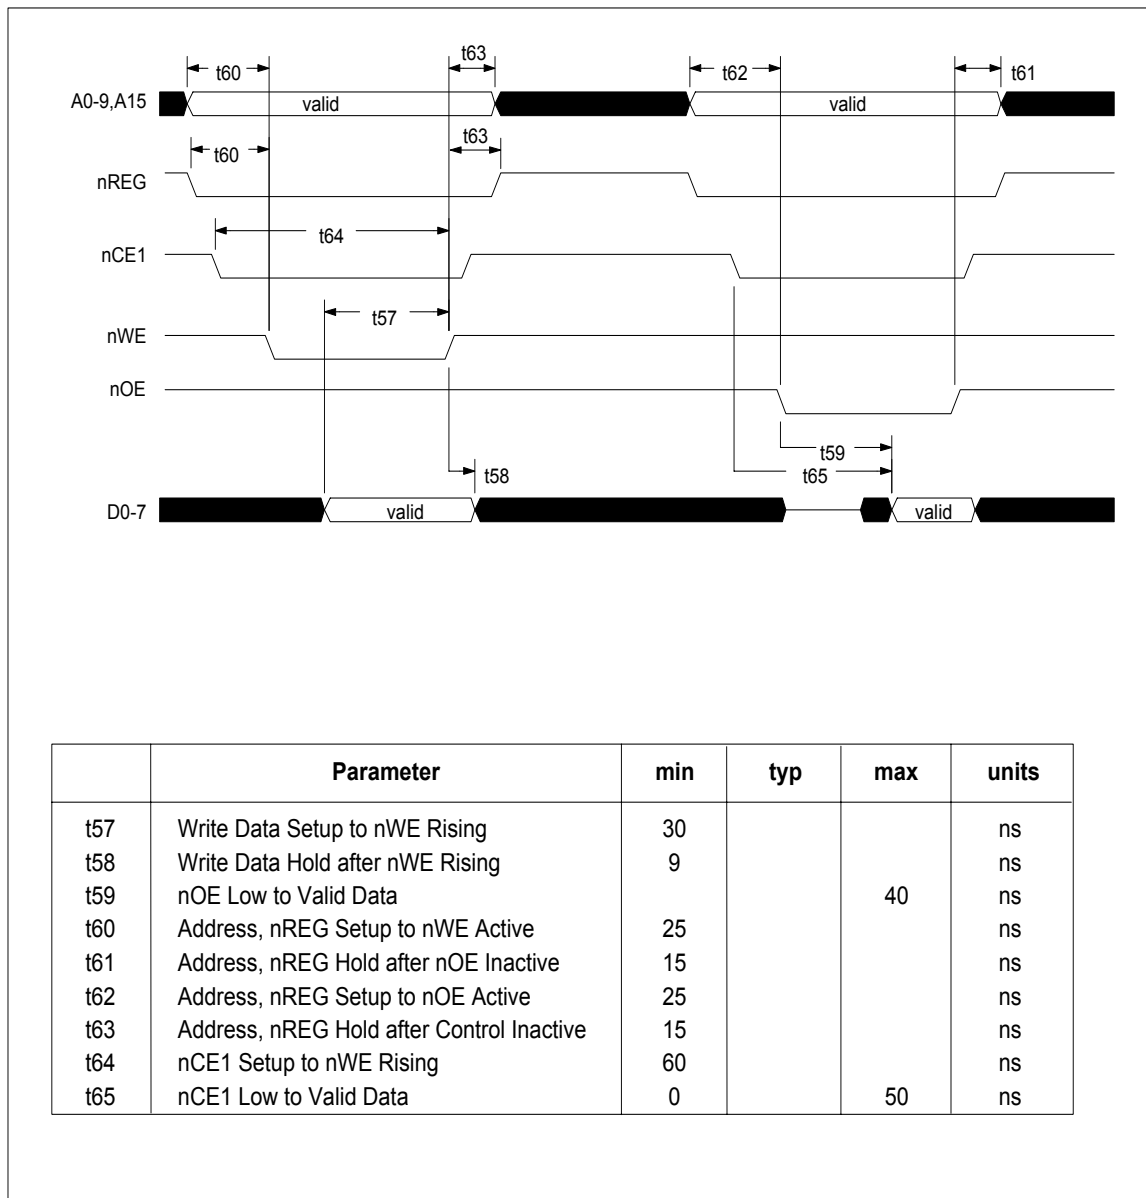 t60 t63 t62 t61
A0-9,A15 valid valid
t60 t63
nREG
t64
nCE1
t57
nWE
nOE
t59
t58 t65
D0-7 valid valid
Parameter min typ max units
t57 Write Data Setup to nWE Rising 30 ns
t58 Write Data Hold after nWE Rising 9 ns
t59 nOE Low to Valid Data 40 ns
t60 Address, nREG Setup to nWE Active 25 ns
t61 Address, nREG Hold after nOE Inactive 15 ns
t62 Address, nREG Setup to nOE Active 25 ns
t63 Address, nREG Hold after Control Inactive 15 ns
t64 nCE1 Setup to nWE Rising 60 ns
t65 nCE1 Low to Valid Data 0 50 ns